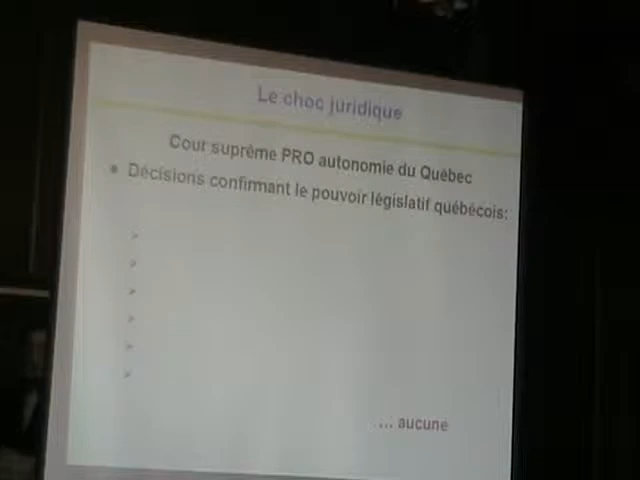 Le choc juridique
Cour suprême PRO autonomie du Québec
• Décisions confirmant le pouvoir législatif québécois:
... aucune